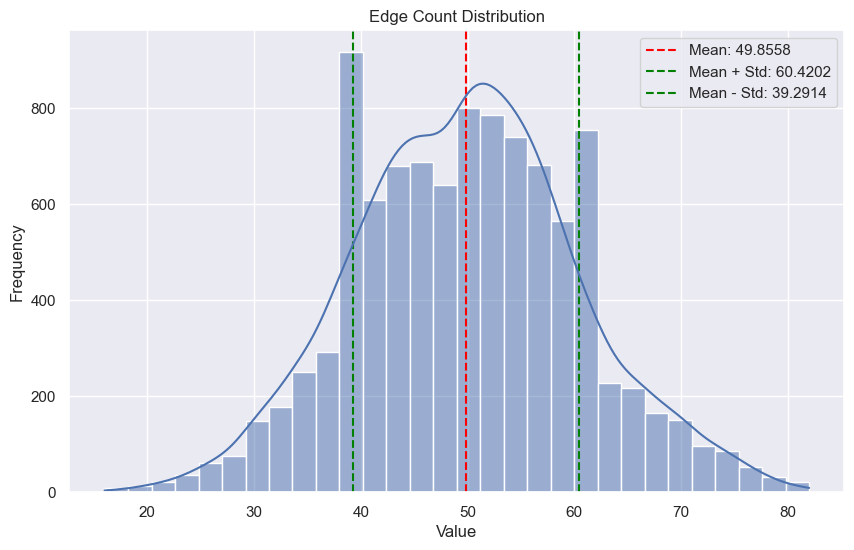 Edge Count Distribution
Mean: 49.8558
Mean + Std: 60.4202
Mean - Std: 39.2914
Frequency
800
600
400
200
0
20 30 40 50 60 70 80
Value